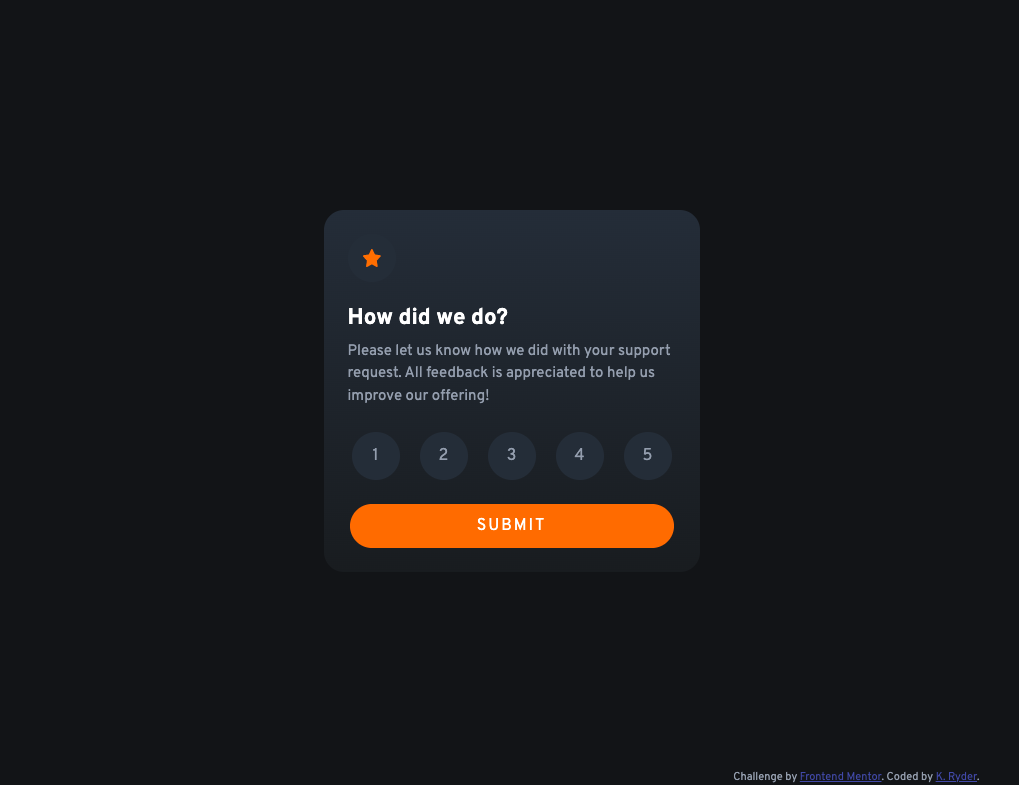 How did we do?
Please let us know how we did with your support
request. All feedback is appreciated to help us
improve our offering!
1 2 3 4 5
SUBMIT
Challenge by Frontend Mentor. Coded by K. Ryder.